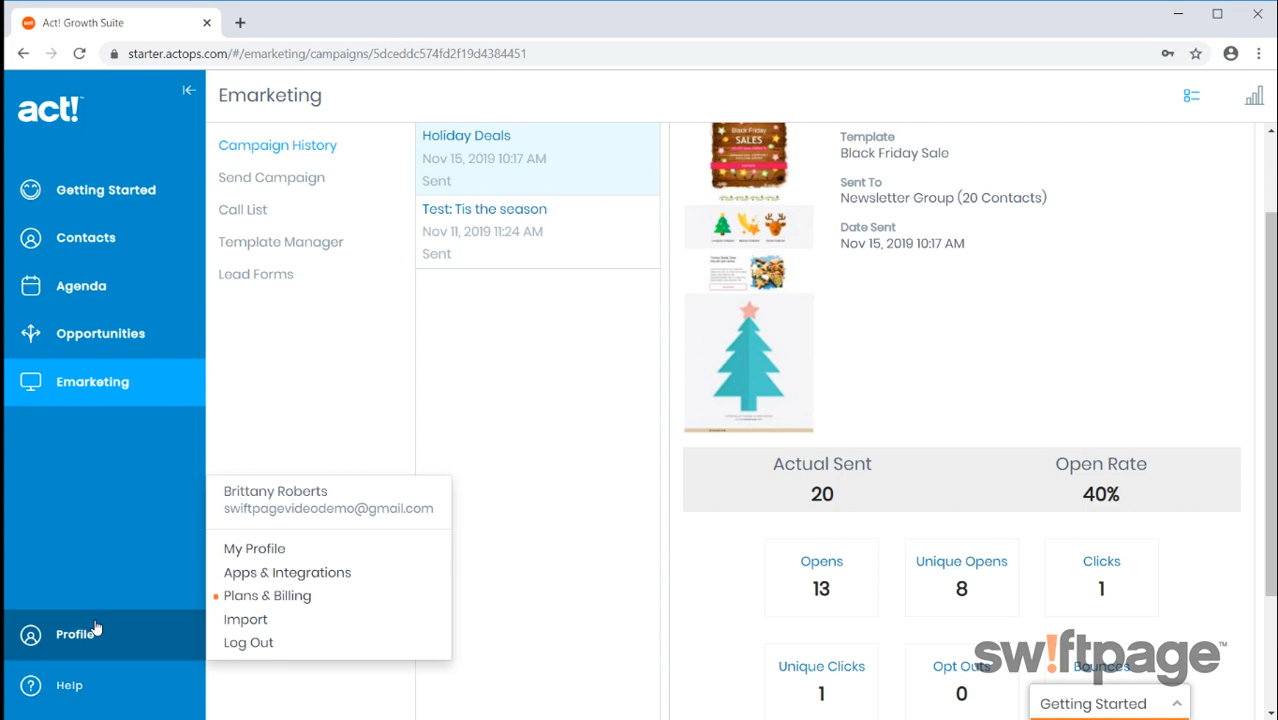 act!
Act! Growth Suite
starter.actops.com/#/emarketing/campaigns/5dceddc574fd2f19d4384451
act!
Getting Started
Contacts
Agenda
Opportunities
Emarketing
Profile
Help
Emarketing
Campaign History
Send Campaign
Call List
Template Manager
Lead Forms
Holiday Deals
Nov 15, 2019 10:17 AM
Sent
Test: Tis the season
Nov 11, 2019 11:24 AM
Sent
Brittany Roberts
swiftpagevideodemo@gmail.com
My Profile
Apps & Integrations
Plans & Billing
Import
Log Out
Black Friday
SALES
Template
Black Friday Sale
Sent To
Newsletter Group (20 Contacts)
Date Sent
Nov 15, 2019 10:17 AM
Actual Sent
20
Open Rate
40%
Opens
13
Unique Opens
8
Clicks
1
Unique Clicks
1
Opt Outs
0
Bounces
sw!ftpage™
Getting Started